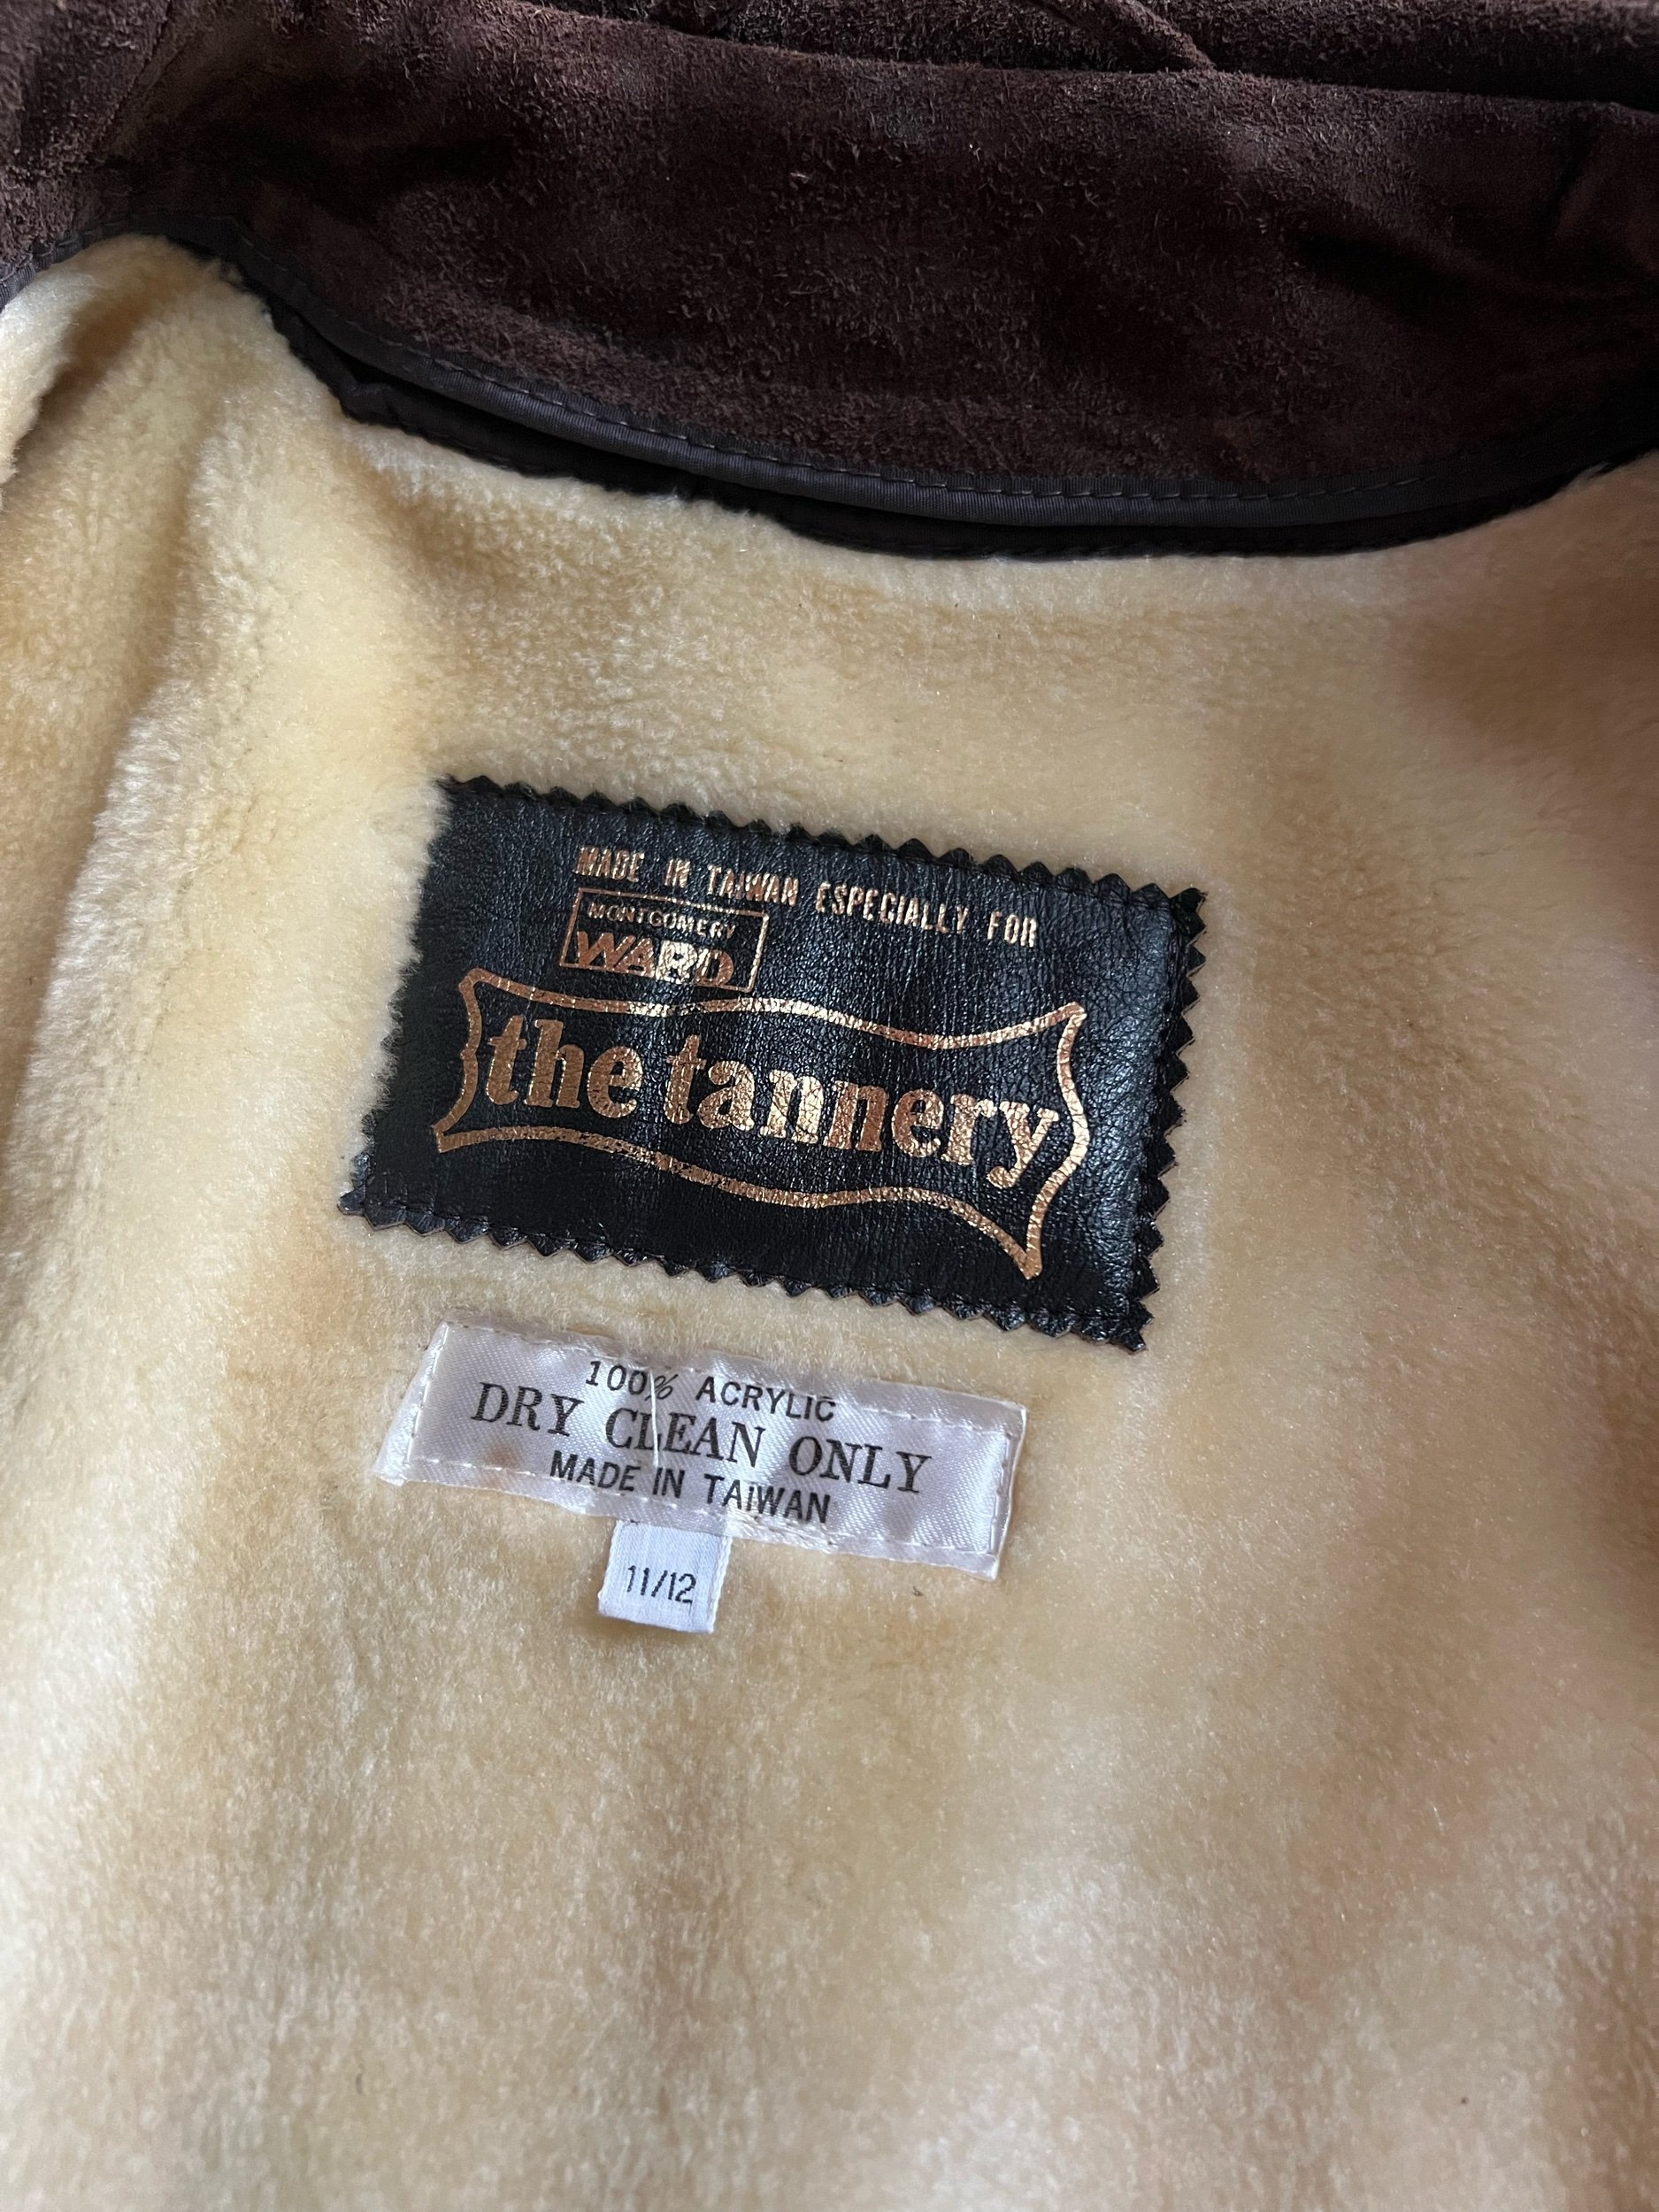 MADE IN TAIWAN ESPECIALLY FOR
MONTGOMERY
WARD
the tannery
100% ACRYLIC
DRY CLEAN ONLY
MADE IN TAIWAN
11/12